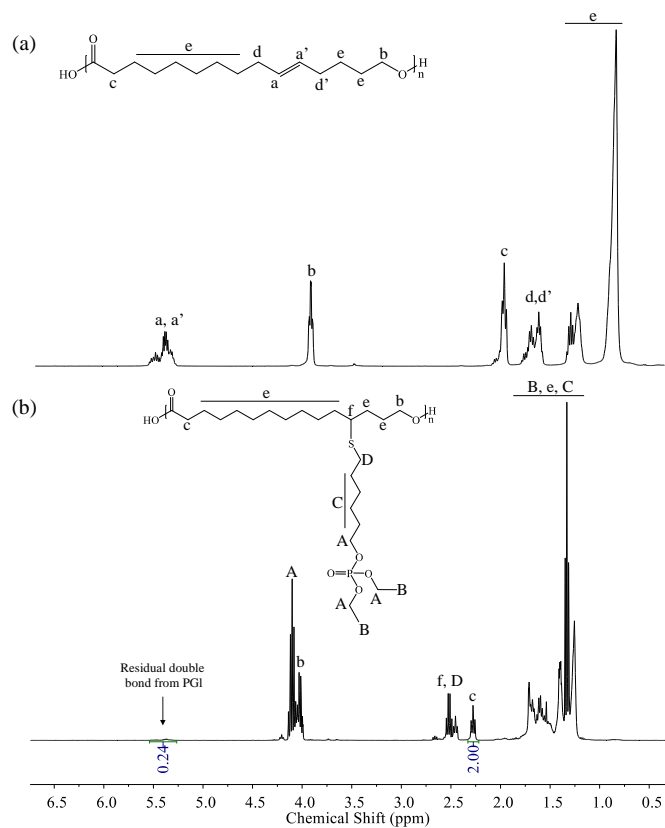 (a)
e
O
HO
c
e
d
a
a'
d'
e
e
b
O
H
n
a, a'
b
c
d,d'
(b)
B, e, C
O
HO
c
e
f
e
e
b
O
H
n
S
D
C
A
O
O=P
O
O
A
B
A
B
A
b
Residual double
bond from PGl
f, D
c
0.24
2.00
6.5 6.0 5.5 5.0 4.5 4.0 3.5 3.0 2.5 2.0 1.5 1.0 0.5
Chemical Shift (ppm)